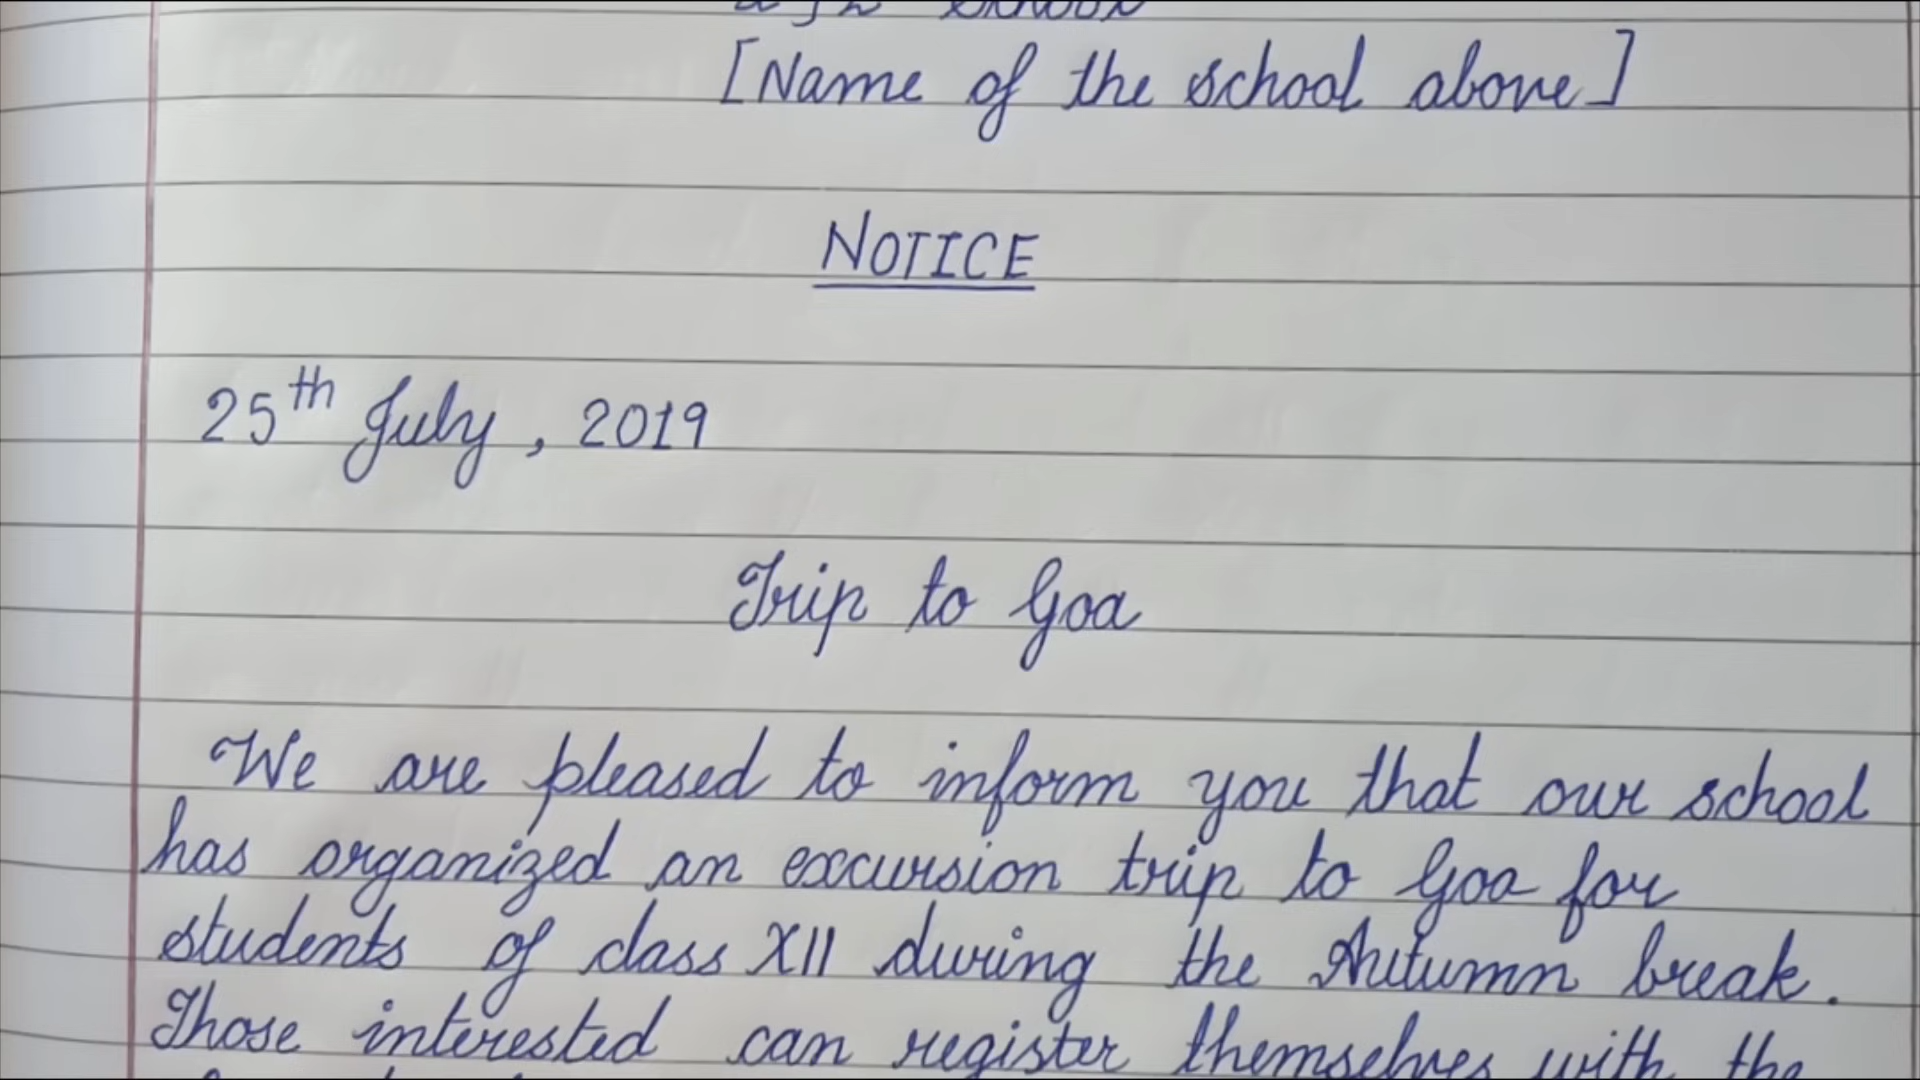 School
[Name of the school above]
NOTICE
25th July, 2019
Trip to Goa
We are pleased to inform you that our school
has organized an excursion trip to Goa for
students of class XII during the Autumn break.
Those interested can register themselves with the